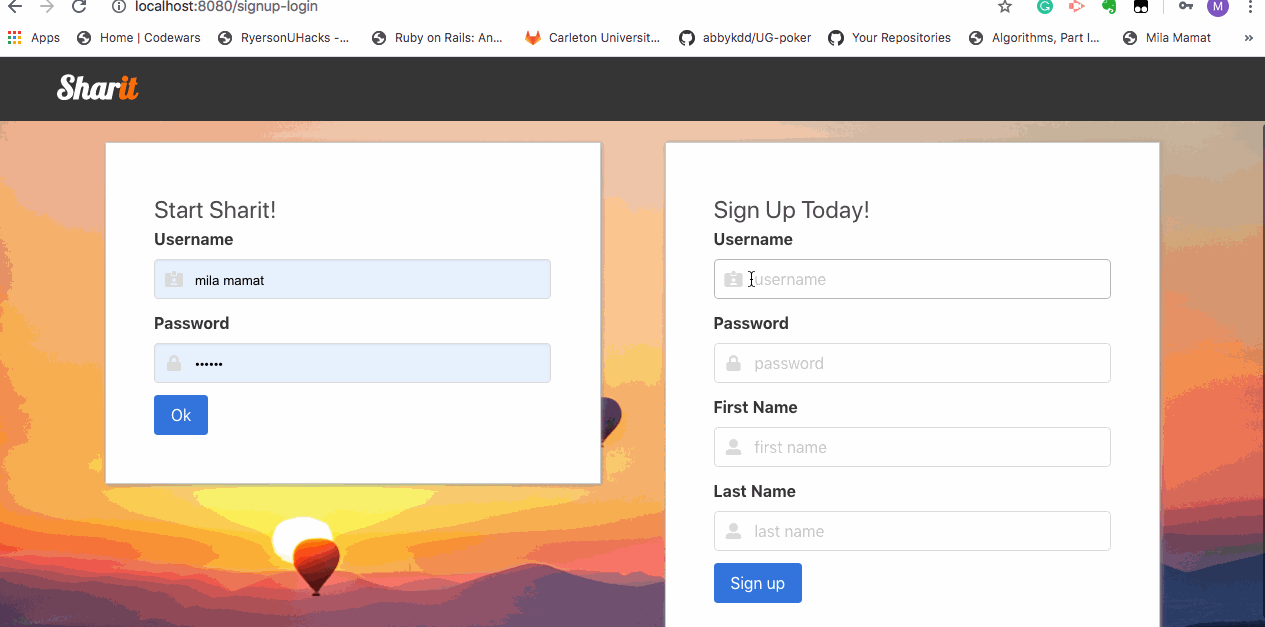 localhost:8080/signup-login
M
Apps Home | Codewars RyersonUHacks -... Ruby on Rails: An... Carleton Universit... abbykdd/UG-poker Your Repositories Algorithms, Part I... Mila Mamat »
Sharit
Start Sharit!
Username
mila mamat
Password
••••••
Ok
Sign Up Today!
Username
username
Password
password
First Name
first name
Last Name
last name
Sign up